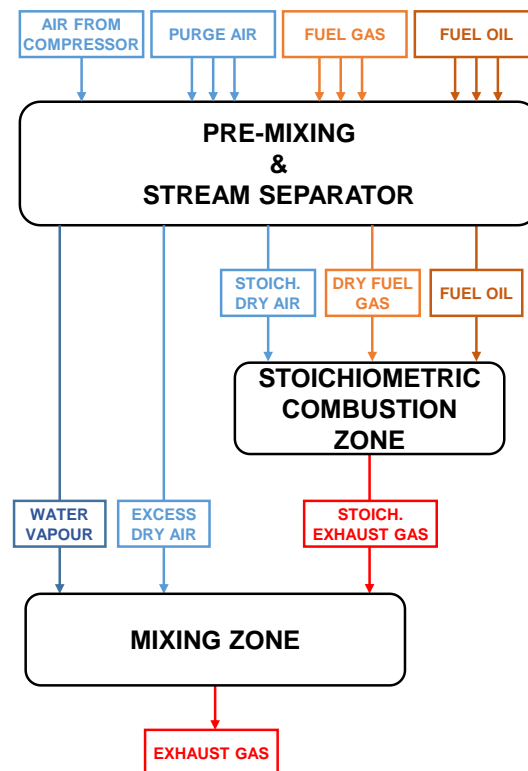 AIR FROM
COMPRESSOR
PURGE AIR
FUEL GAS
FUEL OIL
PRE-MIXING
&
STREAM SEPARATOR
STOICH.
DRY AIR
DRY FUEL
GAS
FUEL OIL
STOICHIOMETRIC
COMBUSTION
ZONE
WATER
VAPOUR
EXCESS
DRY AIR
STOICH.
EXHAUST GAS
MIXING ZONE
EXHAUST GAS